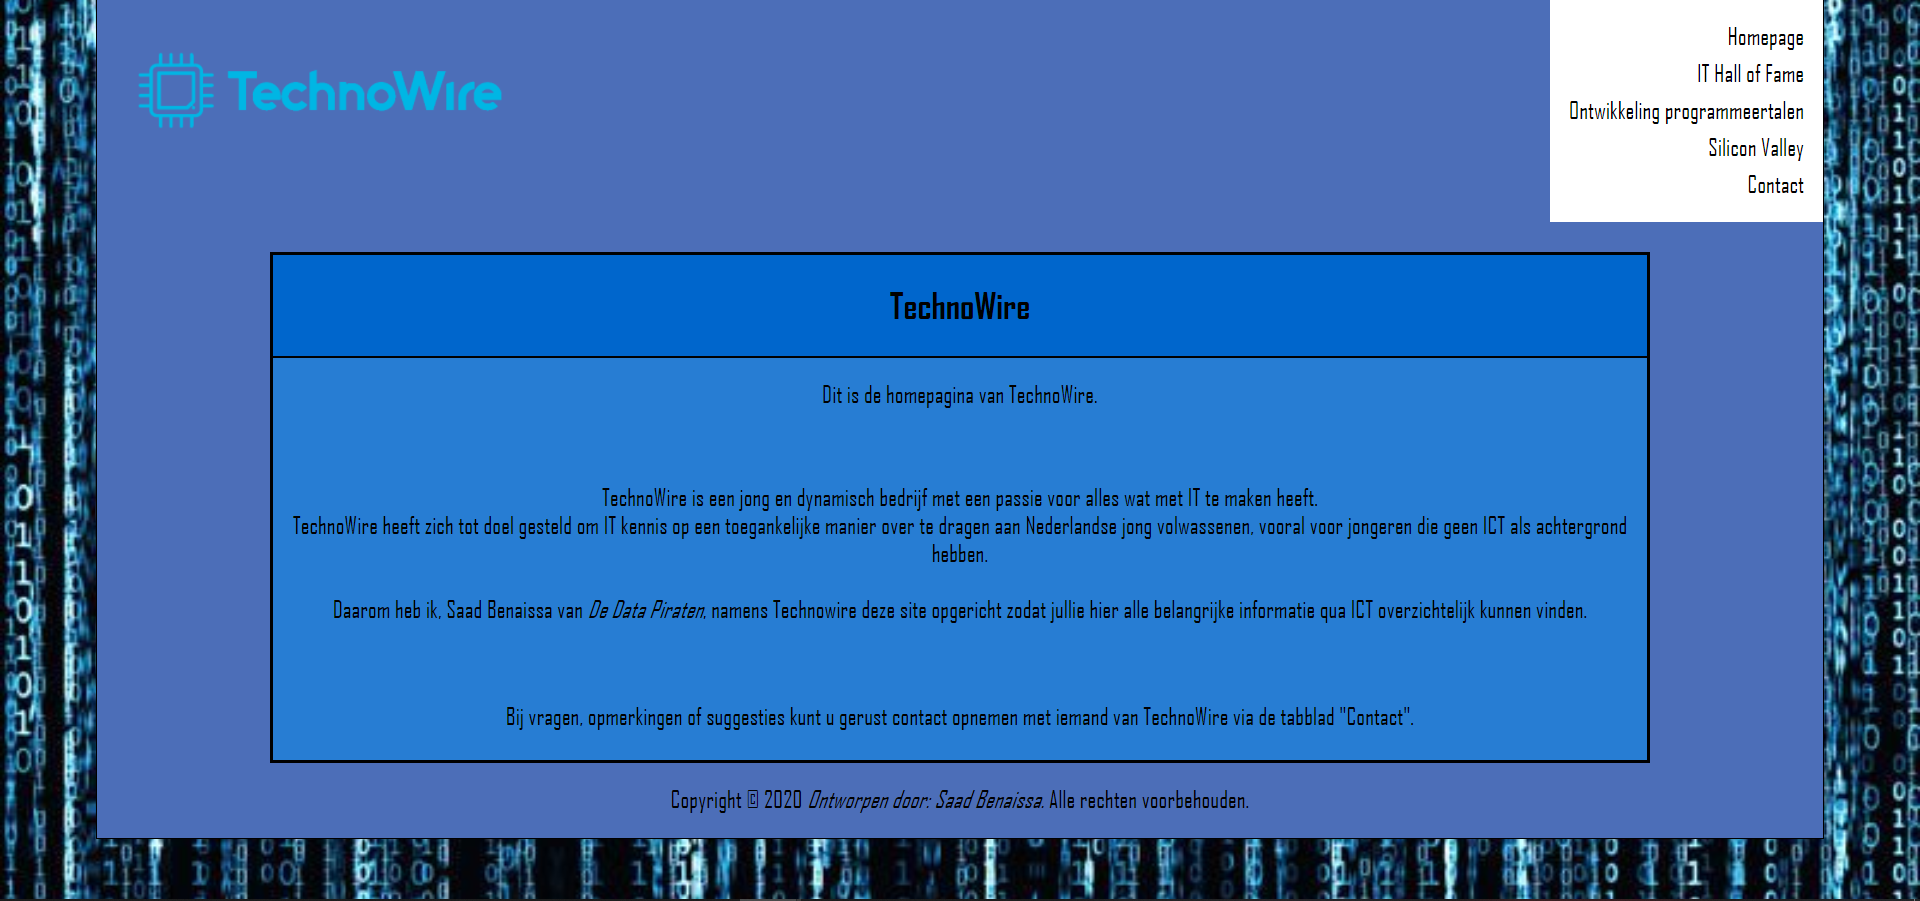 TechnoWire
Homepage
IT Hall of Fame
Ontwikkeling programmeertalen
Silicon Valley
Contact
TechnoWire
Dit is de homepagina van TechnoWire.
TechnoWire is een jong en dynamisch bedrijf met een passie voor alles wat met IT te maken heeft.
TechnoWire heeft zich tot doel gesteld om IT kennis op een toegankelijke manier over te dragen aan Nederlandse jong volwassenen, vooral voor jongeren die geen ICT als achtergrond
hebben.
Daarom heb ik, Saad Benaissa van De Data Piraten, namens Technowire deze site opgericht zodat jullie hier alle belangrijke informatie qua ICT overzichtelijk kunnen vinden.
Bij vragen, opmerkingen of suggesties kunt u gerust contact opnemen met iemand van TechnoWire via de tabblad "Contact".
Copyright © 2020 Ontworpen door: Saad Benaissa. Alle rechten voorbehouden.